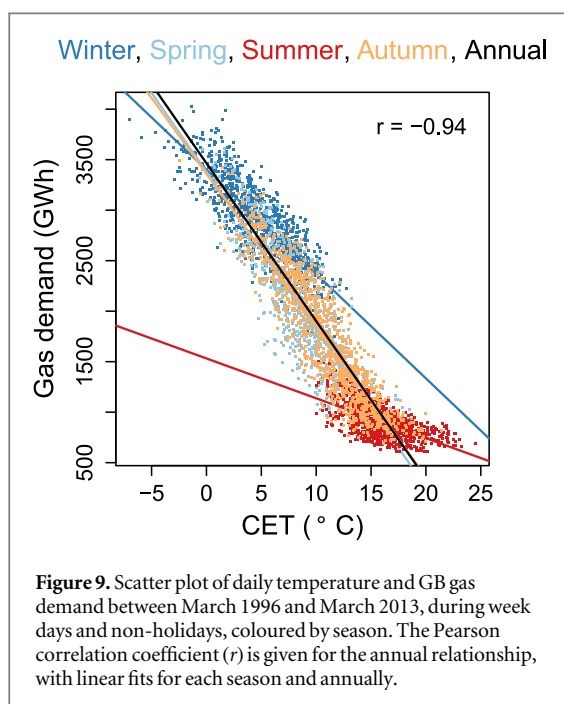 Winter, Spring, Summer, Autumn, Annual
r = −0.94
Gas demand (GWh)
3500
2500
1500
500
−5 0 5 10 15 20 25
CET ( ° C)
Figure 9. Scatter plot of daily temperature and GB gas
demand between March 1996 and March 2013, during week
days and non-holidays, coloured by season. The Pearson
correlation coefficient (r) is given for the annual relationship,
with linear fits for each season and annually.